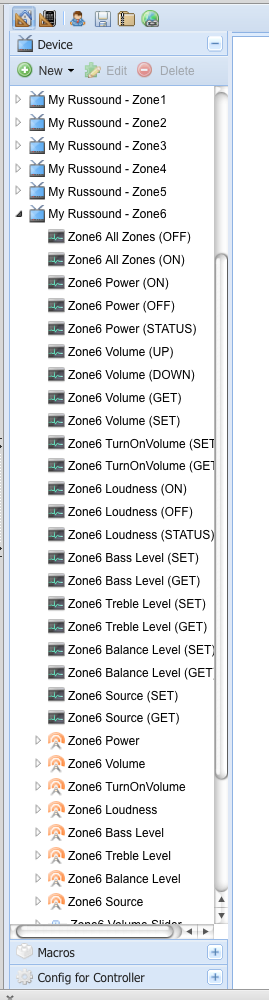 Device
New Edit Delete
My Russound - Zone1
My Russound - Zone2
My Russound - Zone3
My Russound - Zone4
My Russound - Zone5
My Russound - Zone6
Zone6 All Zones (OFF)
Zone6 All Zones (ON)
Zone6 Power (ON)
Zone6 Power (OFF)
Zone6 Power (STATUS)
Zone6 Volume (UP)
Zone6 Volume (DOWN)
Zone6 Volume (GET)
Zone6 Volume (SET)
Zone6 TurnOnVolume (SET
Zone6 TurnOnVolume (GET
Zone6 Loudness (ON)
Zone6 Loudness (OFF)
Zone6 Loudness (STATUS)
Zone6 Bass Level (SET)
Zone6 Bass Level (GET)
Zone6 Treble Level (SET)
Zone6 Treble Level (GET)
Zone6 Balance Level (SET)
Zone6 Balance Level (GET)
Zone6 Source (SET)
Zone6 Source (GET)
Zone6 Power
Zone6 Volume
Zone6 TurnOnVolume
Zone6 Loudness
Zone6 Bass Level
Zone6 Treble Level
Zone6 Balance Level
Zone6 Source
Zone6 Volume Slider
Macros
Config for Controller